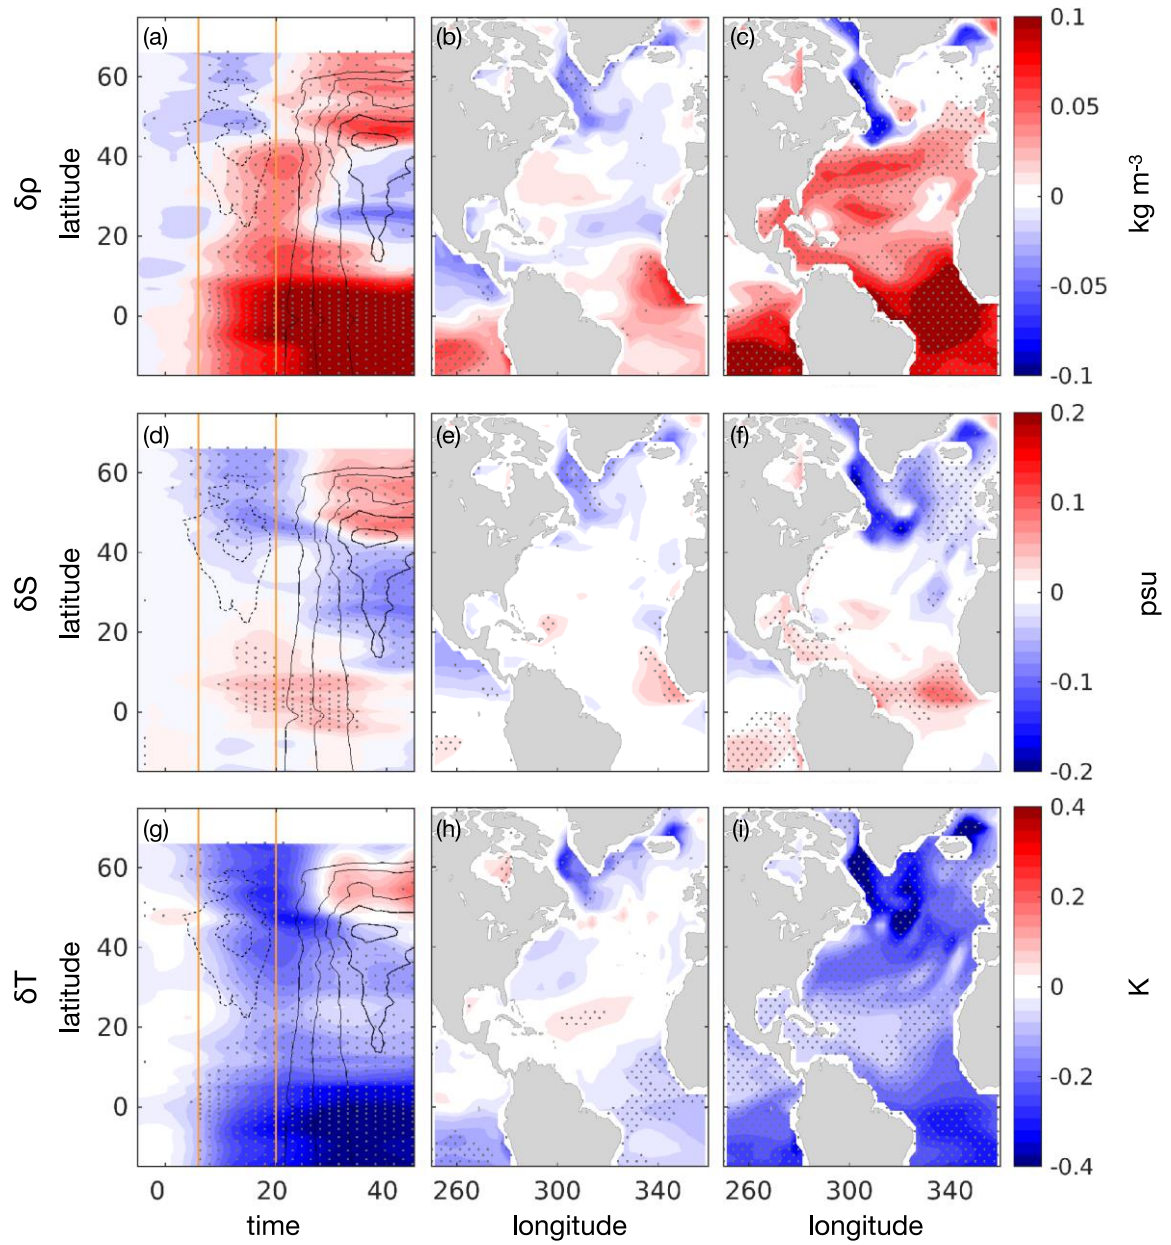 (a) (b) (c)
60
40
20
0
δρ
latitude
0.1
0.05
0
-0.05
-0.1
kg m⁻³
(d) (e) (f)
60
40
20
0
δS
latitude
0.2
0.1
0
-0.1
-0.2
psu
(g) (h) (i)
60
40
20
0
δT
latitude
0.4
0.2
0
-0.2
-0.4
K
0 20 40 260 300 340 260 300 340
time longitude longitude